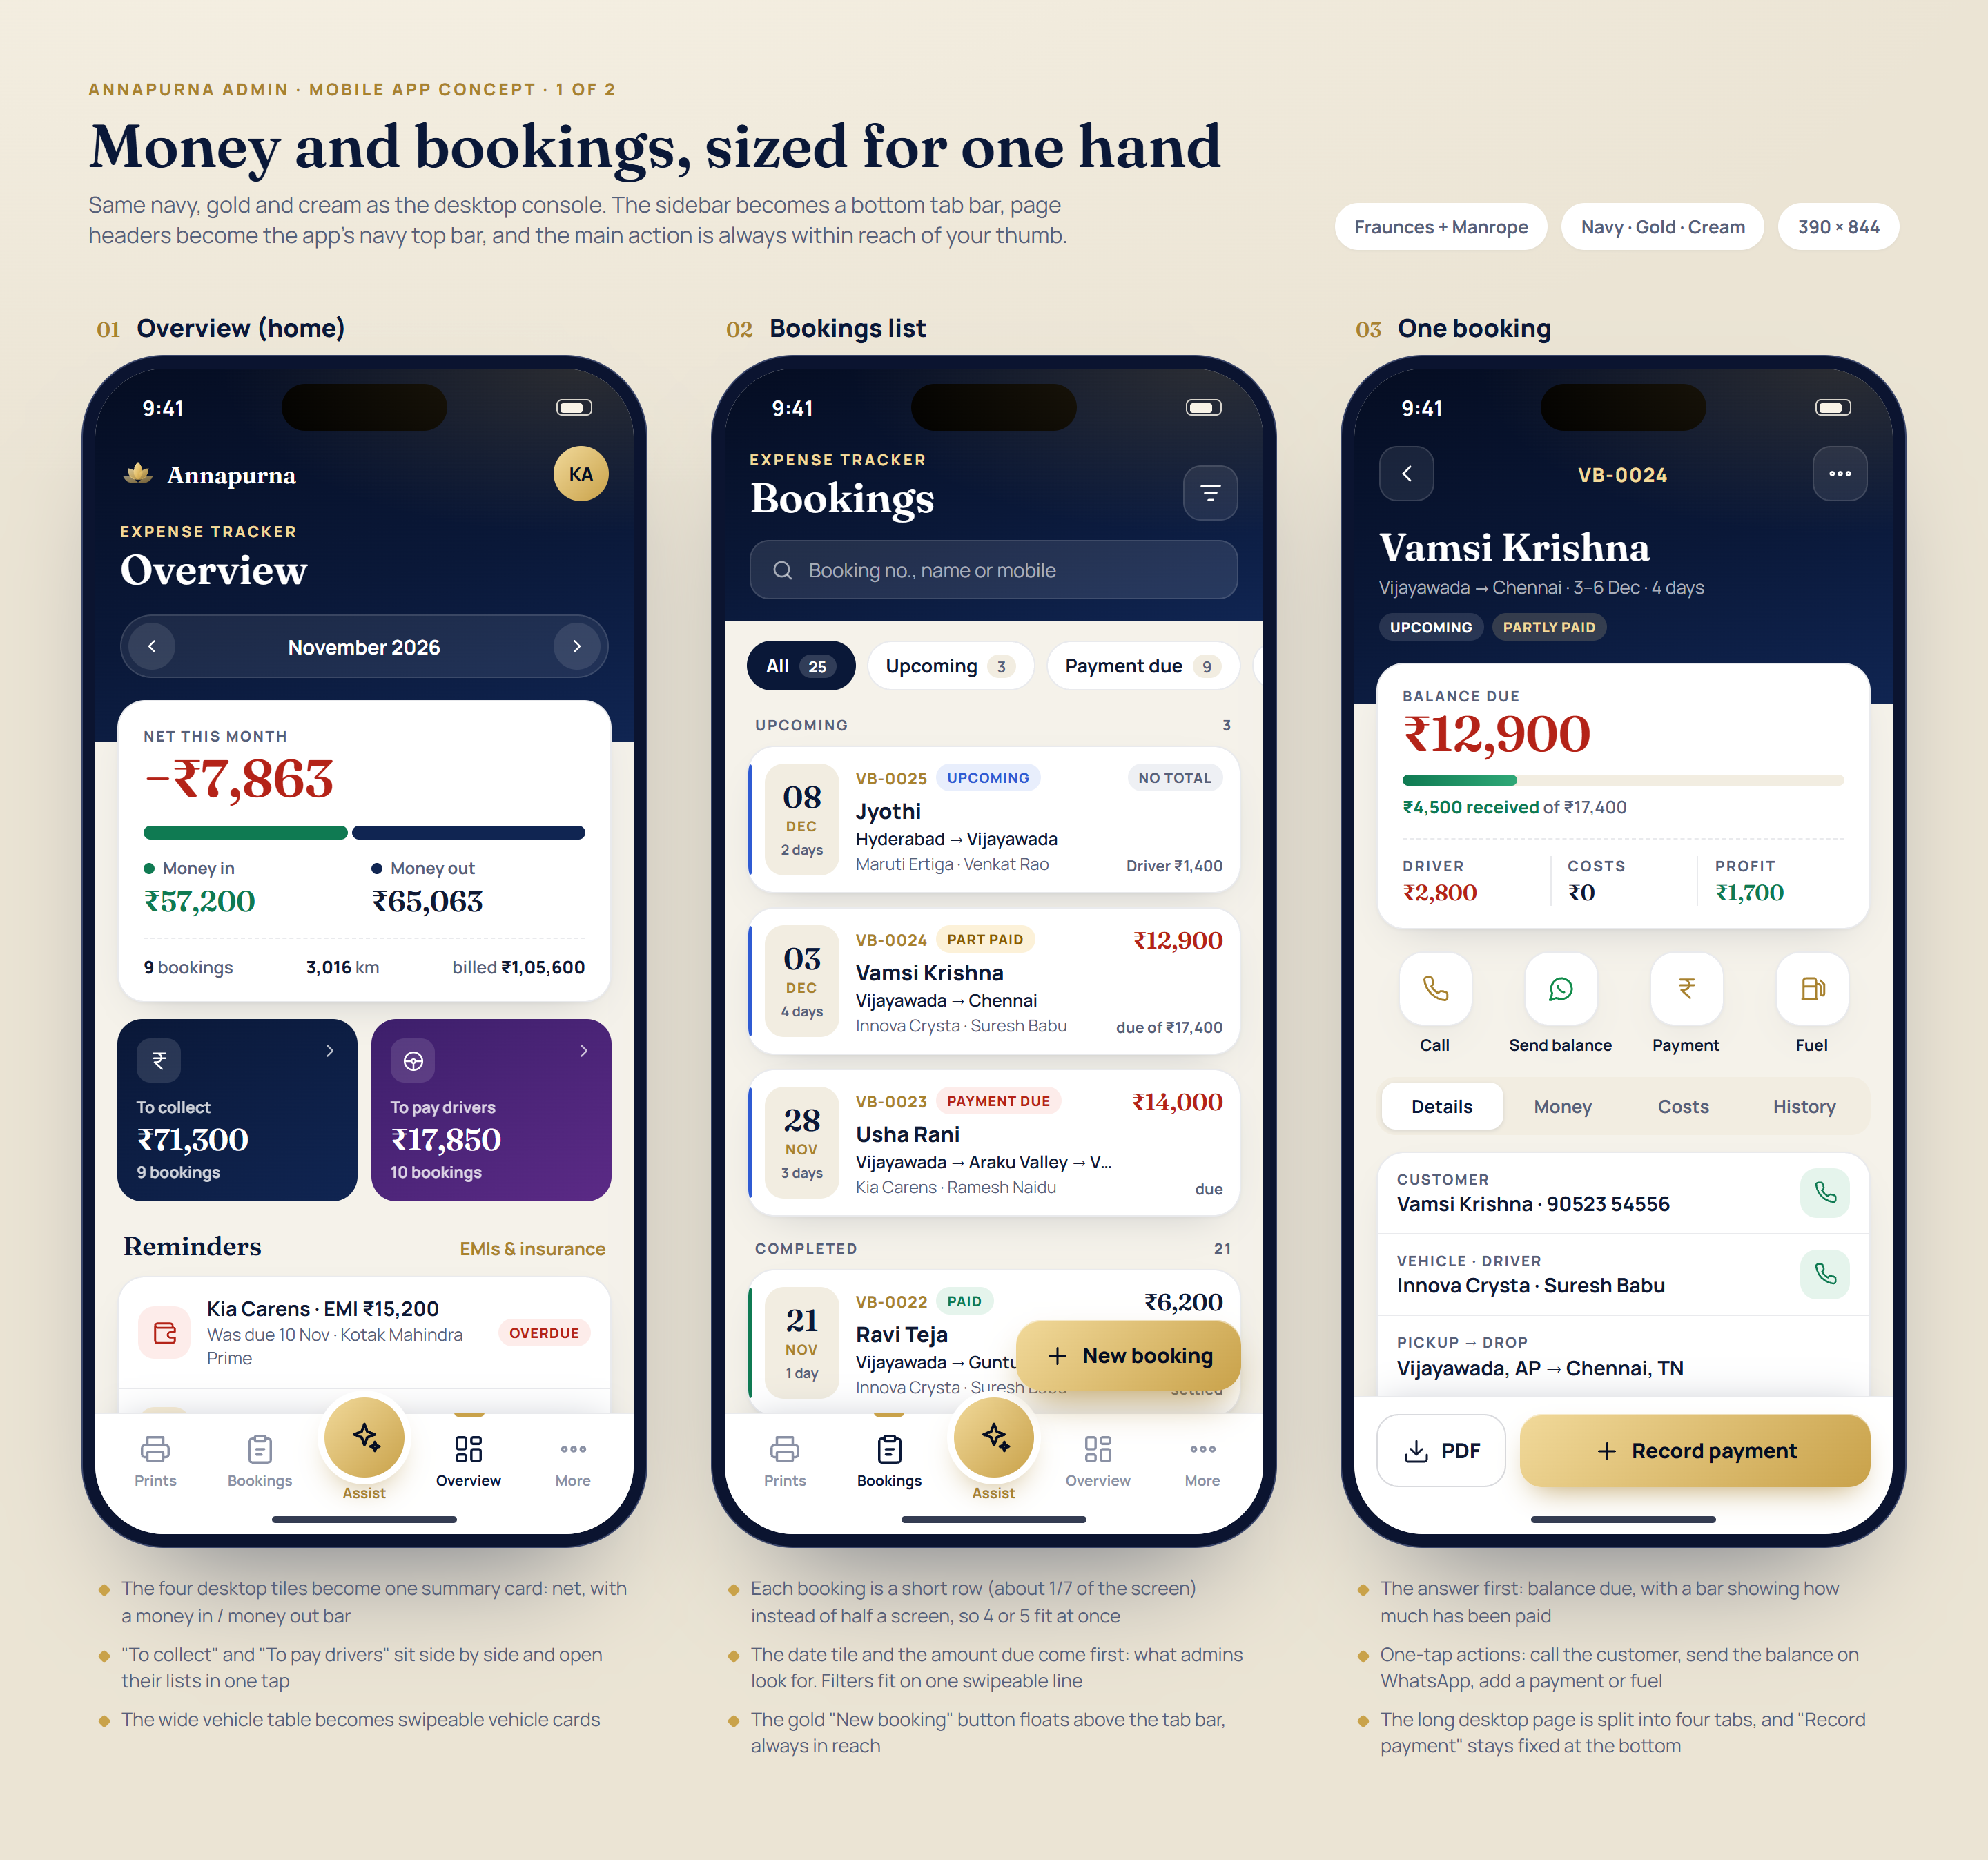 ANNAPURNA ADMIN · MOBILE APP CONCEPT · 1 OF 2
Money and bookings, sized for one hand
Same navy, gold and cream as the desktop console. The sidebar becomes a bottom tab bar, page
headers become the app's navy top bar, and the main action is always within reach of your thumb.
Fraunces + Manrope
Navy · Gold · Cream
390 × 844
01 Overview (home)
9:41
Annapurna
KA
EXPENSE TRACKER
Overview
November 2026
NET THIS MONTH
−₹7,863
Money in
₹57,200
Money out
₹65,063
9 bookings
3,016 km
billed ₹1,05,600
To collect
₹71,300
9 bookings
To pay drivers
₹17,850
10 bookings
Reminders
EMIs & insurance
Kia Carens · EMI ₹15,200
Was due 10 Nov · Kotak Mahindra
Prime
OVERDUE
Prints
Bookings
Assist
Overview
More
The four desktop tiles become one summary card: net, with
a money in / money out bar
"To collect" and "To pay drivers" sit side by side and open
their lists in one tap
The wide vehicle table becomes swipeable vehicle cards
02 Bookings list
9:41
EXPENSE TRACKER
Bookings
Booking no., name or mobile
All 25
Upcoming 3
Payment due 9
UPCOMING 3
08
DEC
2 days
VB-0025 UPCOMING
NO TOTAL
Jyothi
Hyderabad → Vijayawada
Maruti Ertiga · Venkat Rao
Driver ₹1,400
03
DEC
4 days
VB-0024 PART PAID
₹12,900
Vamsi Krishna
Vijayawada → Chennai
Innova Crysta · Suresh Babu
due of ₹17,400
28
NOV
3 days
VB-0023 PAYMENT DUE
₹14,000
Usha Rani
Vijayawada → Araku Valley → V...
Kia Carens · Ramesh Naidu
due
COMPLETED 21
21
NOV
1 day
VB-0022 PAID
₹6,200
Ravi Teja
Vijayawada → Guntu
Innova Crysta · Suresh Babu
settled
+ New booking
Prints
Bookings
Assist
Overview
More
Each booking is a short row (about 1/7 of the screen)
instead of half a screen, so 4 or 5 fit at once
The date tile and the amount due come first: what admins
look for. Filters fit on one swipeable line
The gold "New booking" button floats above the tab bar,
always in reach
03 One booking
9:41
VB-0024
Vamsi Krishna
Vijayawada → Chennai · 3–6 Dec · 4 days
UPCOMING
PARTLY PAID
BALANCE DUE
₹12,900
₹4,500 received of ₹17,400
DRIVER
₹2,800
COSTS
₹0
PROFIT
₹1,700
Call
Send balance
Payment
Fuel
Details
Money
Costs
History
CUSTOMER
Vamsi Krishna · 90523 54556
VEHICLE · DRIVER
Innova Crysta · Suresh Babu
PICKUP → DROP
Vijayawada, AP → Chennai, TN
PDF
+ Record payment
The answer first: balance due, with a bar showing how
much has been paid
One-tap actions: call the customer, send the balance on
WhatsApp, add a payment or fuel
The long desktop page is split into four tabs, and "Record
payment" stays fixed at the bottom